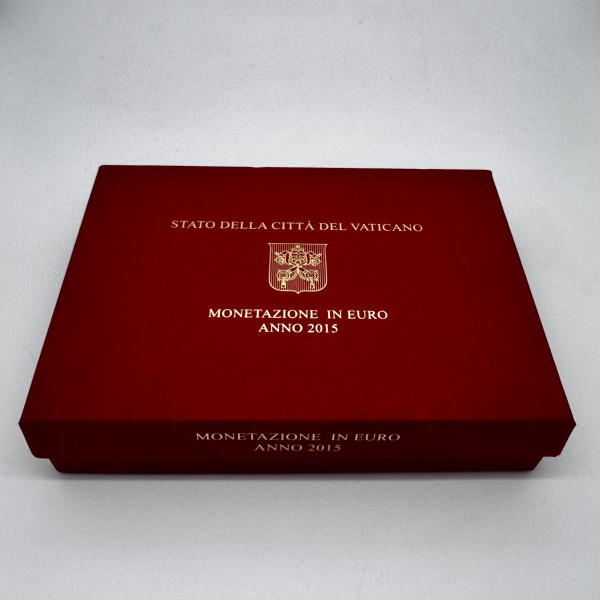 STATO DELLA CITTÀ DEL VATICANO
MONETAZIONE IN EURO
ANNO 2015
MONETAZIONE IN EURO
ANNO 2015